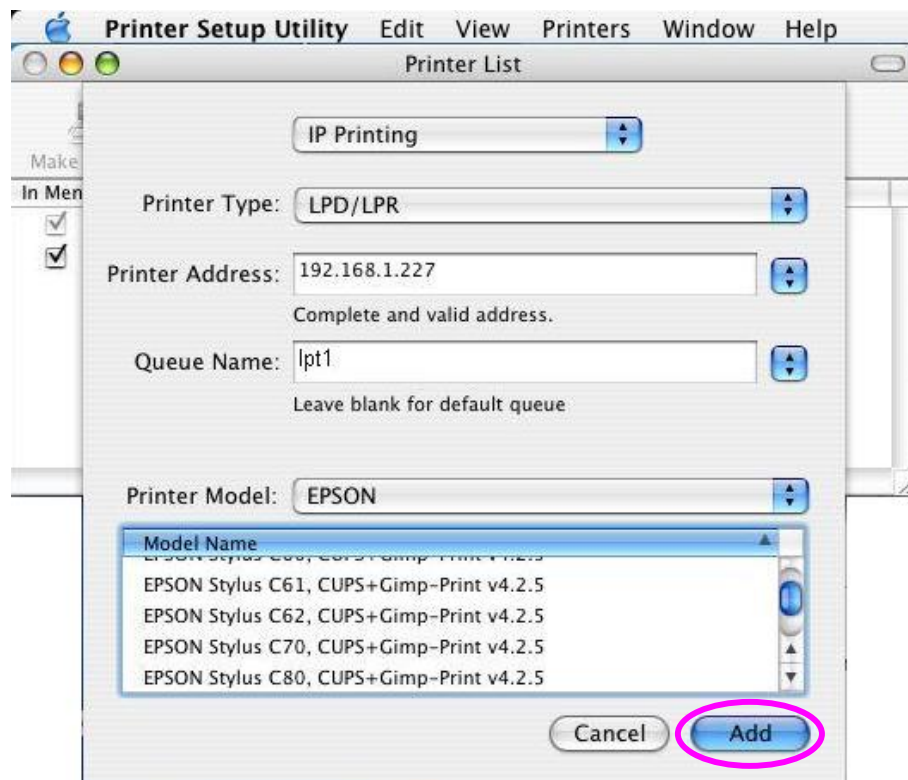 Printer Setup Utility Edit View Printers Window Help
Printer List
IP Printing
Make
In Men
Printer Type: LPD/LPR
Printer Address: 192.168.1.227
Complete and valid address.
Queue Name: lpt1
Leave blank for default queue
Printer Model: EPSON
Model Name
EPSON Stylus C61, CUPS+Gimp-Print v4.2.5
EPSON Stylus C62, CUPS+Gimp-Print v4.2.5
EPSON Stylus C70, CUPS+Gimp-Print v4.2.5
EPSON Stylus C80, CUPS+Gimp-Print v4.2.5
Cancel Add